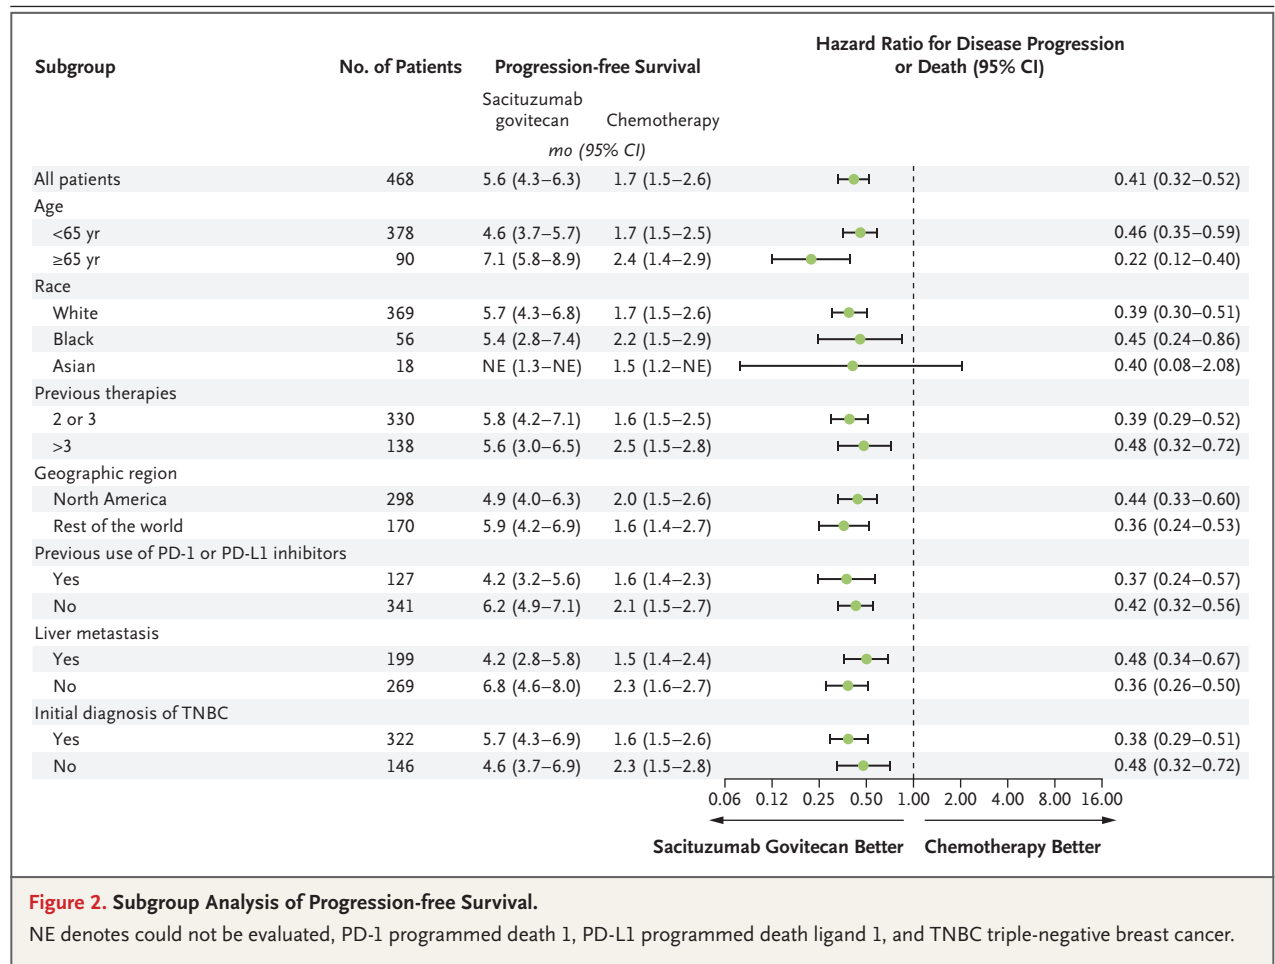 Subgroup No. of Patients Progression-free Survival Hazard Ratio for Disease Progression
or Death (95% CI)
Sacituzumab
govitecan Chemotherapy
mo (95% CI)
All patients 468 5.6 (4.3–6.3) 1.7 (1.5–2.6) 0.41 (0.32–0.52)
Age
<65 yr 378 4.6 (3.7–5.7) 1.7 (1.5–2.5) 0.46 (0.35–0.59)
≥65 yr 90 7.1 (5.8–8.9) 2.4 (1.4–2.9) 0.22 (0.12–0.40)
Race
White 369 5.7 (4.3–6.8) 1.7 (1.5–2.6) 0.39 (0.30–0.51)
Black 56 5.4 (2.8–7.4) 2.2 (1.5–2.9) 0.45 (0.24–0.86)
Asian 18 NE (1.3–NE) 1.5 (1.2–NE) 0.40 (0.08–2.08)
Previous therapies
2 or 3 330 5.8 (4.2–7.1) 1.6 (1.5–2.5) 0.39 (0.29–0.52)
>3 138 5.6 (3.0–6.5) 2.5 (1.5–2.8) 0.48 (0.32–0.72)
Geographic region
North America 298 4.9 (4.0–6.3) 2.0 (1.5–2.6) 0.44 (0.33–0.60)
Rest of the world 170 5.9 (4.2–6.9) 1.6 (1.4–2.7) 0.36 (0.24–0.53)
Previous use of PD-1 or PD-L1 inhibitors
Yes 127 4.2 (3.2–5.6) 1.6 (1.4–2.3) 0.37 (0.24–0.57)
No 341 6.2 (4.9–7.1) 2.1 (1.5–2.7) 0.42 (0.32–0.56)
Liver metastasis
Yes 199 4.2 (2.8–5.8) 1.5 (1.4–2.4) 0.48 (0.34–0.67)
No 269 6.8 (4.6–8.0) 2.3 (1.6–2.7) 0.36 (0.26–0.50)
Initial diagnosis of TNBC
Yes 322 5.7 (4.3–6.9) 1.6 (1.5–2.6) 0.38 (0.29–0.51)
No 146 4.6 (3.7–6.9) 2.3 (1.5–2.8) 0.48 (0.32–0.72)
0.06 0.12 0.25 0.50 1.00 2.00 4.00 8.00 16.00
Sacituzumab Govitecan Better Chemotherapy Better
Figure 2. Subgroup Analysis of Progression-free Survival.
NE denotes could not be evaluated, PD-1 programmed death 1, PD-L1 programmed death ligand 1, and TNBC triple-negative breast cancer.